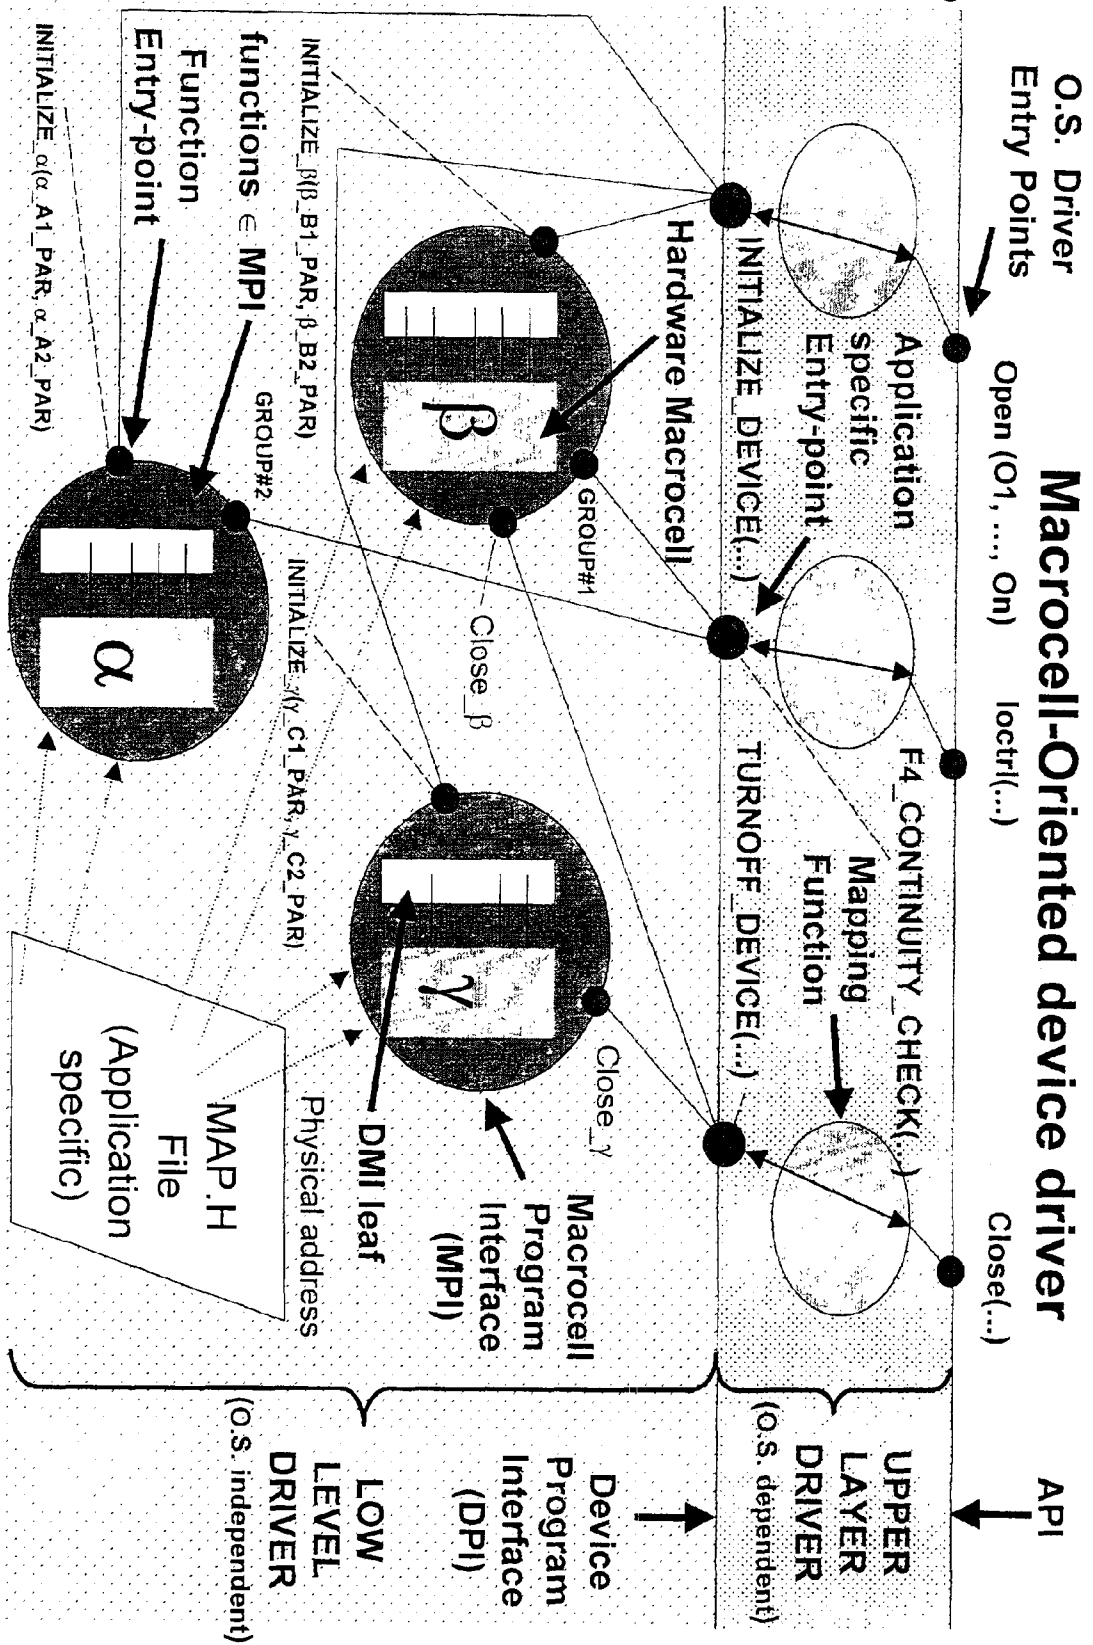 Macrocell-Oriented device driver
O.S. Driver
Entry Points
Open (O1, ...., On)
Ioctrl(...)
Close(...)
API
Application
specific
Entry-point
F4_CONTINUITY_CHECK(...)
Mapping
Function
UPPER
LAYER
DRIVER
(O.S. dependent)
INITIALIZE_DEVICE(...)
TURNOFF_DEVICE(...)
Hardware Macrocell
GROUP#1
Close_γ
Macrocell
Program
Interface
(MPI)
Device
Program
Interface
(DPI)
β
Close_β
γ
DMI leaf
INITIALIZE_β(β_B1_PAR, β_B2_PAR)
INITIALIZE_γ(γ_C1_PAR, γ_C2_PAR)
Physical address
LOW
LEVEL
DRIVER
(O.S. independent)
functions ∈ MPI
GROUP#2
Function
Entry-point
MAP.H
File
(Application
specific)
α
INITIALIZE_α(α_A1_PAR, α_A2_PAR)